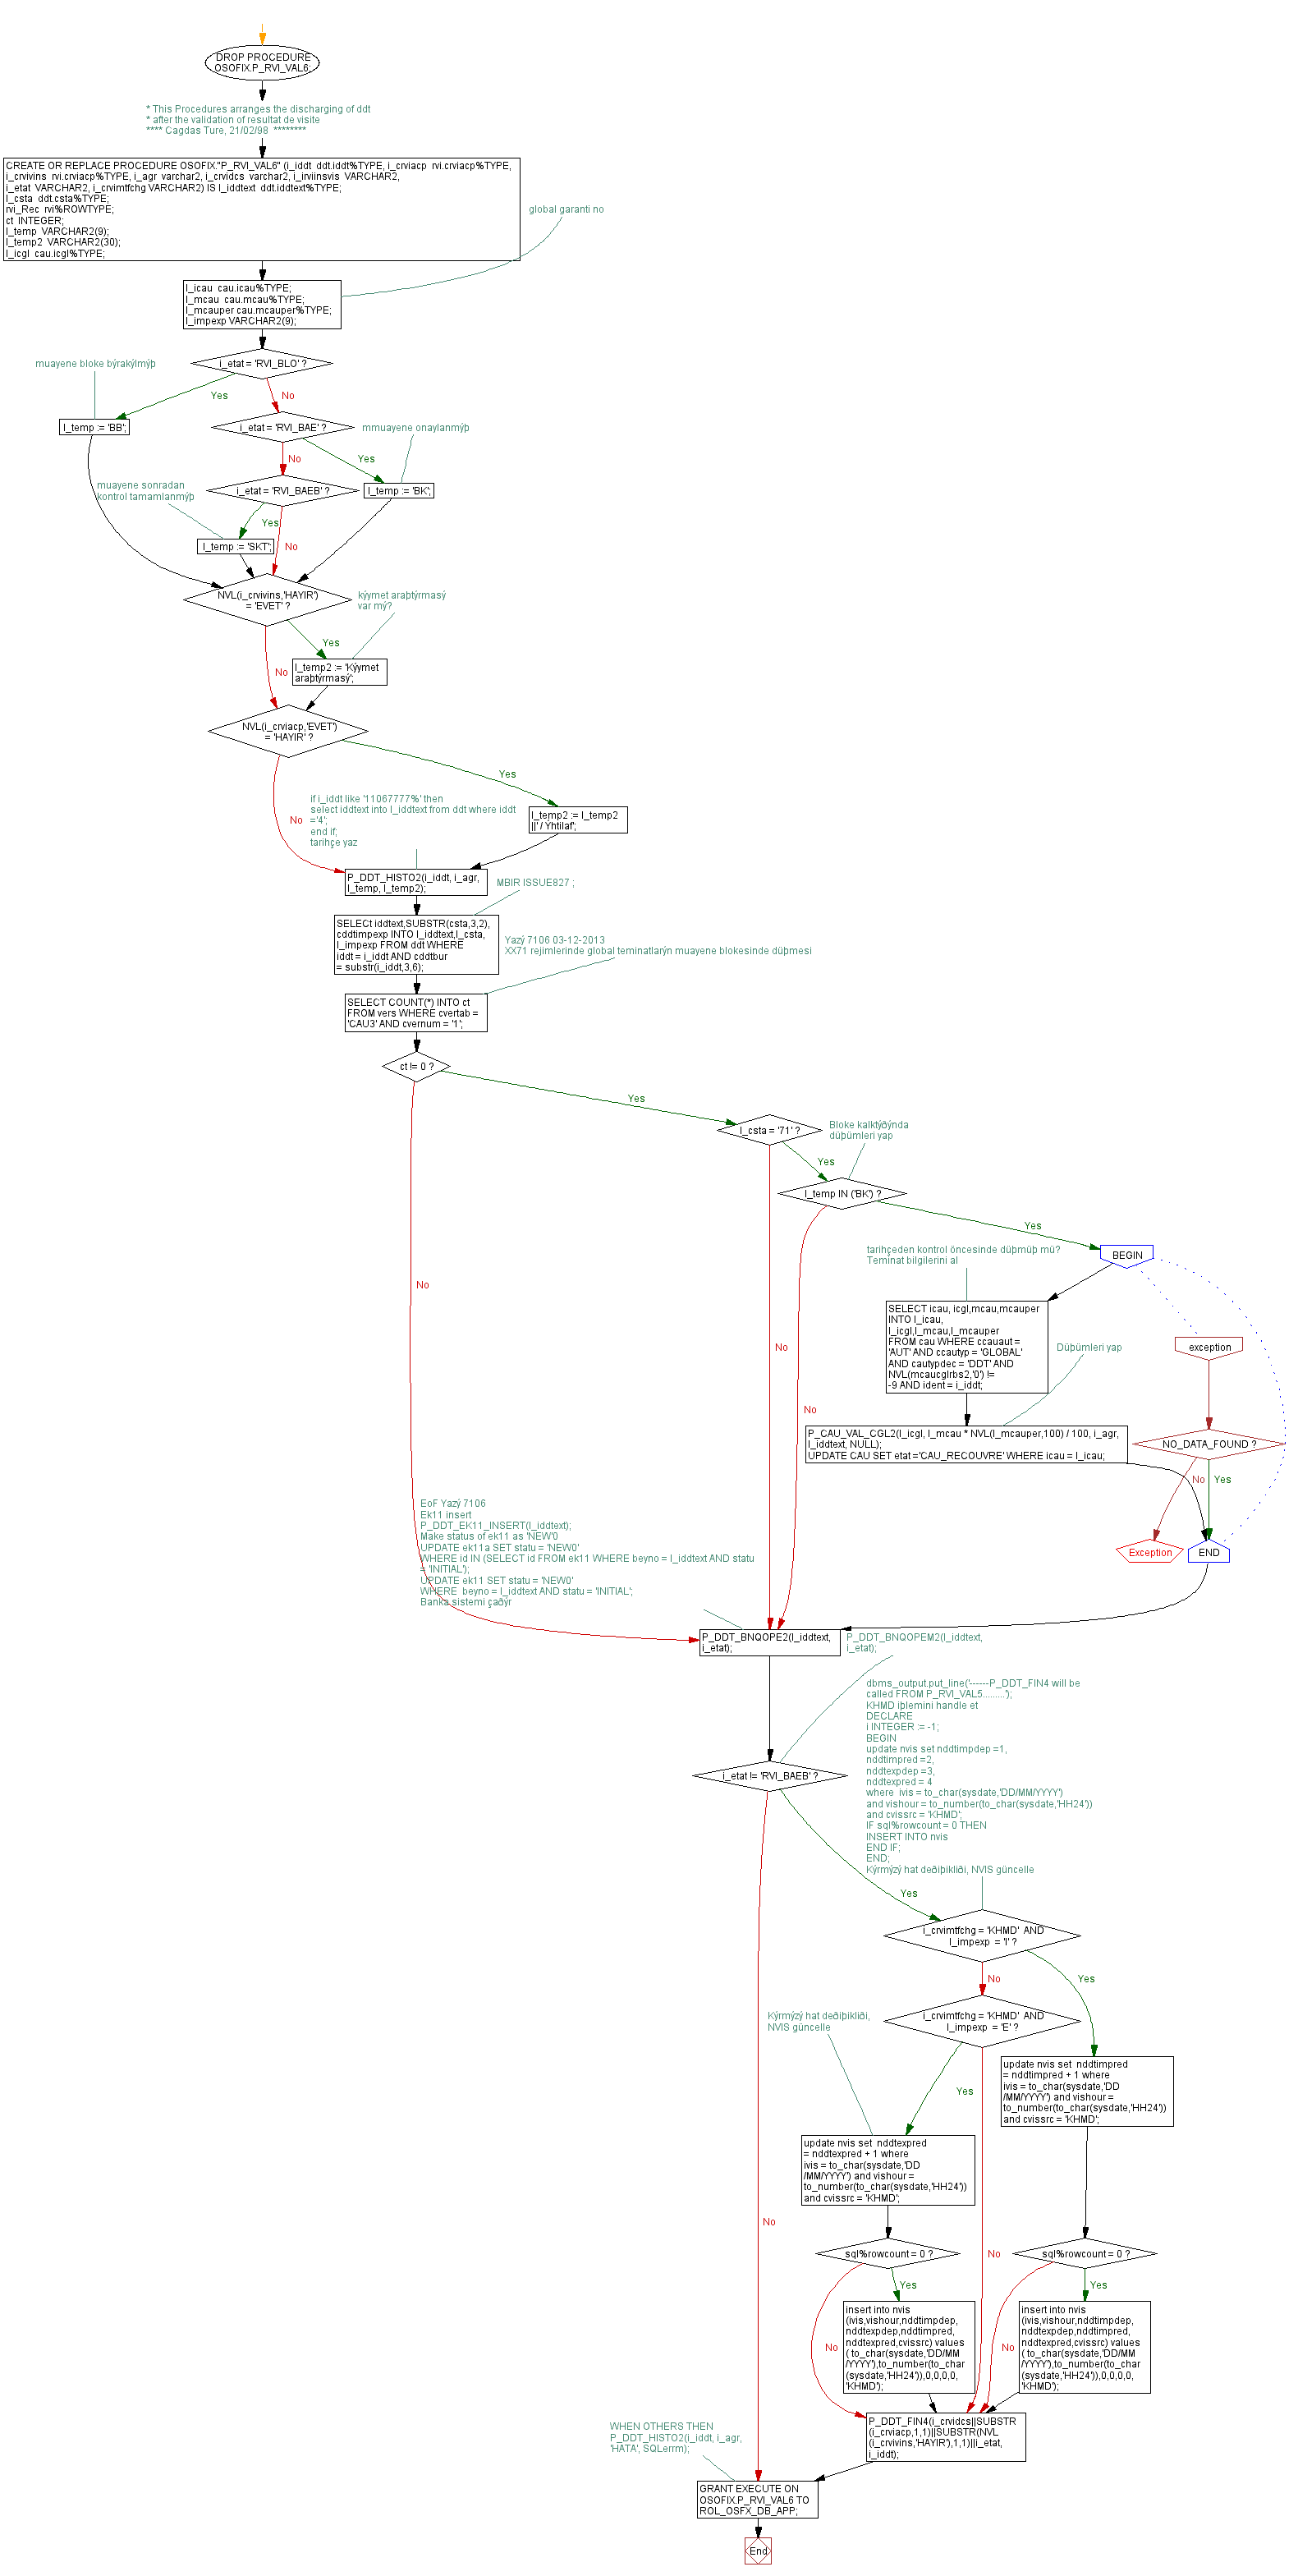 DROP PROCEDURE
OSOFIX.P_RVI_VAL6;
* This Procedures arranges the discharging of ddt
* after the validation of resultat de visite
**** Cagdas Ture, 21/02/98 ********
CREATE OR REPLACE PROCEDURE OSOFIX."P_RVI_VAL6" (i_iddt ddt.iddt%TYPE, i_crviacp rvi.crviacp%TYPE,
i_crvivins rvi.crviacp%TYPE, i_agr varchar2, i_crvidcs varchar2, i_irviinsvis VARCHAR2,
i_etat VARCHAR2, i_crvimtfchg VARCHAR2) IS l_iddtext ddt.iddtext%TYPE;
l_csta ddt.csta%TYPE;
rvi_Rec rvi%ROWTYPE;
ct INTEGER;
l_temp VARCHAR2(9);
l_temp2 VARCHAR2(30);
l_icgl cau.icgl%TYPE;
global garanti no
l_icau cau.icau%TYPE;
l_mcau cau.mcau%TYPE;
l_mcauper cau.mcauper%TYPE;
l_impexp VARCHAR2(9);
i_etat = 'RVI_BLO' ?
muayene bloke býrakýlmýþ
Yes
No
l_temp := 'BB';
i_etat = 'RVI_BAE' ?
mmuayene onaylanmýþ
No
Yes
muayene sonradan
kontrol tamamlanmýþ
i_etat = 'RVI_BAEB' ?
l_temp := 'BK';
Yes
No
l_temp := 'SKT';
NVL(i_crvivins,'HAYIR')
= 'EVET' ?
kýymet araþtýrmasý
var mý?
Yes
No
l_temp2 := 'Kýymet
araþtýrmasý';
NVL(i_crviacp,'EVET')
= 'HAYIR' ?
Yes
if i_iddt like '11067777%' then
select iddtext into l_iddtext from ddt where iddt
='4';
end if;
tarihçe yaz
No
l_temp2 := l_temp2
||' / Ýhtilaf';
P_DDT_HISTO2(i_iddt, i_agr,
l_temp, l_temp2);
MBIR ISSUE827 ;
SELECt iddtext,SUBSTR(csta,3,2),
cddtimpexp INTO l_iddtext,l_csta,
l_impexp FROM ddt WHERE
iddt = i_iddt AND cddtbur
= substr(i_iddt,3,6);
Yazý 7106 03-12-2013
XX71 rejimlerinde global teminatlarýn muayene blokesinde düþmesi
SELECT COUNT(*) INTO ct
FROM vers WHERE cvertab =
'CAU3' AND cvernum = '1';
ct != 0 ?
Yes
l_csta = '71' ?
Bloke kalktýðýnda
düþümleri yap
Yes
l_temp IN ('BK') ?
Yes
tarihçeden kontrol öncesinde düþmüþ mü?
Teminat bilgilerini al
BEGIN
No
SELECT icau, icgl,mcau,mcauper
INTO l_icau,
l_icgl,l_mcau,l_mcauper
FROM cau WHERE ccauaut =
'AUT' AND ccautyp = 'GLOBAL'
AND cautypdec = 'DDT' AND
NVL(mcaucglrbs2,'0') !=
-9 AND ident = i_iddt;
No
Düþümleri yap
exception
No
P_CAU_VAL_CGL2(l_icgl, l_mcau * NVL(l_mcauper,100) / 100, i_agr,
l_iddtext, NULL);
UPDATE CAU SET etat ='CAU_RECOUVRE' WHERE icau = l_icau;
NO_DATA_FOUND ?
No
Yes
EoF Yazý 7106
Ek11 insert
P_DDT_EK11_INSERT(l_iddtext);
Make status of ek11 as 'NEW'0
UPDATE ek11a SET statu = 'NEW0'
WHERE id IN (SELECT id FROM ek11 WHERE beyno = l_iddtext AND statu
= 'INITIAL');
UPDATE ek11 SET statu = 'NEW0'
WHERE beyno = l_iddtext AND statu = 'INITIAL';
Banka sistemi çaðýr
Exception
END
P_DDT_BNQOPE2(l_iddtext,
i_etat);
P_DDT_BNQOPEM2(l_iddtext,
i_etat);
dbms_output.put_line('------P_DDT_FIN4 will be
called FROM P_RVI_VAL5.........');
KHMD iþlemini handle et
DECLARE
i INTEGER := -1;
BEGIN
update nvis set nddtimpdep =1,
nddtimpred =2,
nddtexpdep =3,
nddtexpred = 4
where ivis = to_char(sysdate,'DD/MM/YYYY')
and vishour = to_number(to_char(sysdate,'HH24'))
and cvissrc = 'KHMD';
IF sql%rowcount = 0 THEN
INSERT INTO nvis
END IF;
END;
Kýrmýzý hat deðiþikliði, NVIS güncelle
i_etat != 'RVI_BAEB' ?
Yes
i_crvimtfchg = 'KHMD' AND
l_impexp = 'I' ?
No
Yes
Kýrmýzý hat deðiþikliði,
NVIS güncelle
i_crvimtfchg = 'KHMD' AND
l_impexp = 'E' ?
update nvis set nddtimpred
= nddtimpred + 1 where
ivis = to_char(sysdate,'DD
/MM/YYYY') and vishour =
to_number(to_char(sysdate,'HH24'))
and cvissrc = 'KHMD';
Yes
update nvis set nddtexpred
= nddtexpred + 1 where
ivis = to_char(sysdate,'DD
/MM/YYYY') and vishour =
to_number(to_char(sysdate,'HH24'))
and cvissrc = 'KHMD';
No
sql%rowcount = 0 ?
No
sql%rowcount = 0 ?
Yes
Yes
insert into nvis
(ivis,vishour,nddtimpdep,
nddtexpdep,nddtimpred,
nddtexpred,cvissrc) values
( to_char(sysdate,'DD/MM
/YYYY'),to_number(to_char
(sysdate,'HH24')),0,0,0,0,
'KHMD');
insert into nvis
(ivis,vishour,nddtimpdep,
nddtexpdep,nddtimpred,
nddtexpred,cvissrc) values
( to_char(sysdate,'DD/MM
/YYYY'),to_number(to_char
(sysdate,'HH24')),0,0,0,0,
'KHMD');
No
No
P_DDT_FIN4(i_crvidcs||SUBSTR
(i_crviacp,1,1)||SUBSTR(NVL
(i_crvivins,'HAYIR'),1,1)||i_etat,
i_iddt);
WHEN OTHERS THEN
P_DDT_HISTO2(i_iddt, i_agr,
'HATA', SQLerrm);
GRANT EXECUTE ON
OSOFIX.P_RVI_VAL6 TO
ROL_OSFX_DB_APP;
End